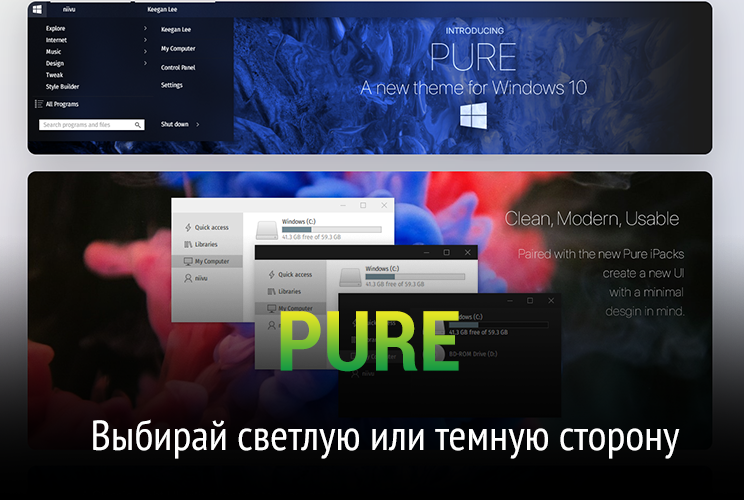 niivu
Keegan Lee
Explore
Internet
Music
Design
Tweak
Style Builder
All Programs
Search programs and files
Keegan Lee
My Computer
Control Panel
Settings
Shut down
INTRODUCING
PURE
A new theme for Windows 10
Quick access
Libraries
My Computer
niivu
Windows (C:)
41.3 GB free of 59.3 GB
Quick access
Libraries
My Computer
Windows (C:)
41.3 GB free of 59.3 GB
41.3 GB free of 59.3 GB
BD-ROM Drive (D:)
niivu
Clean, Modern, Usable
Paired with the new Pure iPacks
create a new UI
with a minimal
desgin in mind.
PURE
Выбирай светлую или темную сторону